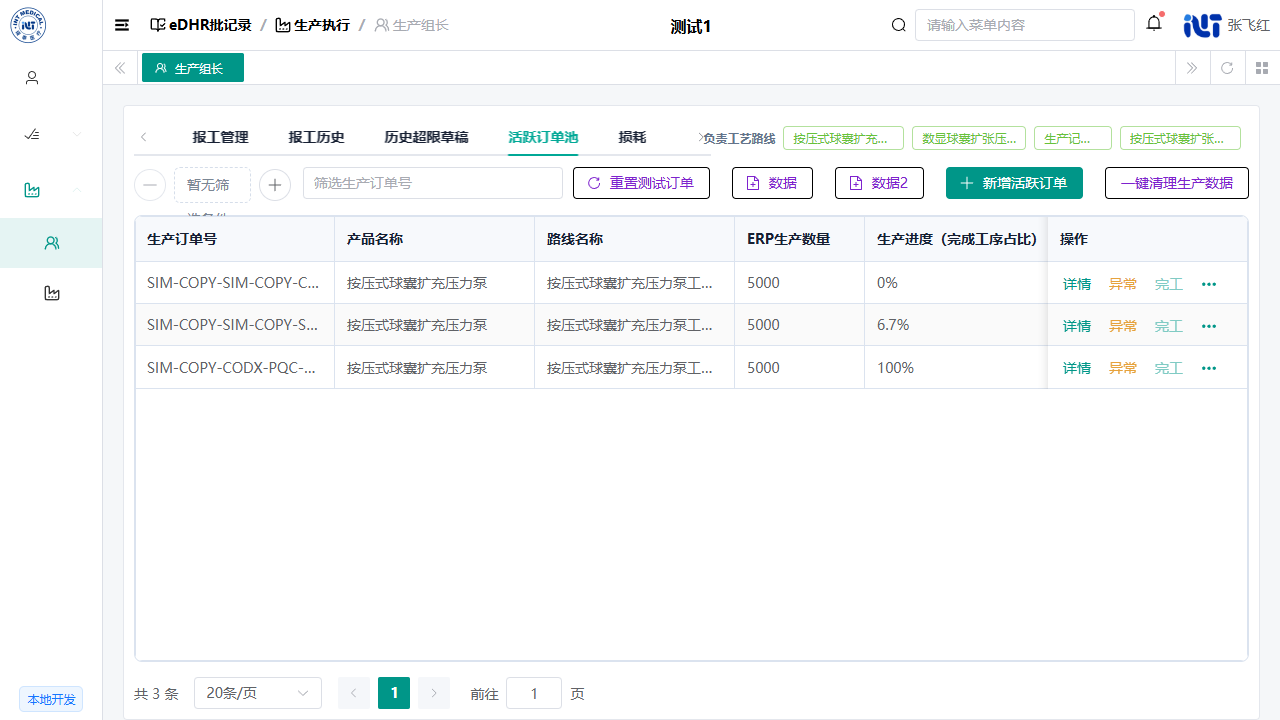 eDHR批记录 / 生产执行 / 生产组长
测试1
请输入菜单内容
张飞红
生产组长
报工管理 报工历史 历史超限草稿 活跃订单池 损耗
负责工艺路线 按压式球囊扩充... 数显球囊扩张压... 生产记... 按压式球囊扩张...
暂无筛
筛选生产订单号
重置测试订单 数据 数据2 新增活跃订单 一键清理生产数据
生产订单号 产品名称 路线名称 ERP生产数量 生产进度（完成工序占比） 操作
SIM-COPY-SIM-COPY-C... 按压式球囊扩充压力泵 按压式球囊扩充压力泵工... 5000 0% 详情 异常 完工 •••
SIM-COPY-SIM-COPY-S... 按压式球囊扩充压力泵 按压式球囊扩充压力泵工... 5000 6.7% 详情 异常 完工 •••
SIM-COPY-CODX-PQC-... 按压式球囊扩充压力泵 按压式球囊扩充压力泵工... 5000 100% 详情 异常 完工 •••
共 3 条 20条/页 1 前往 1 页
本地开发